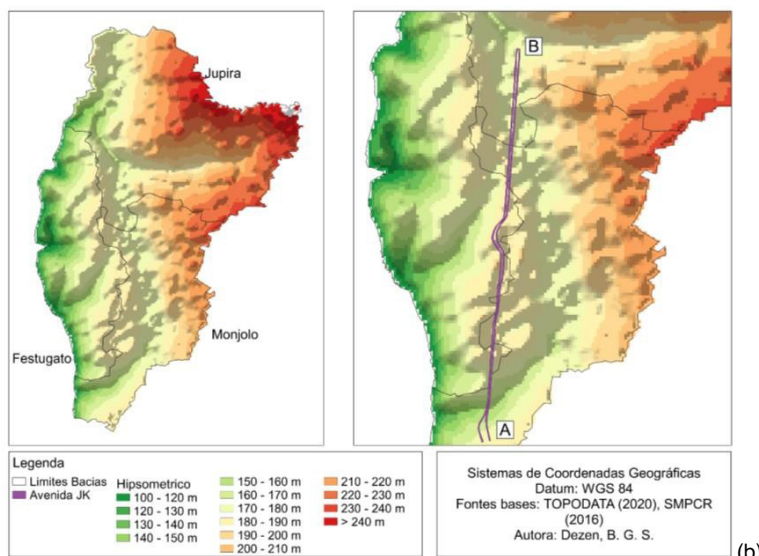 Jupira
Monjolo
Festugato
B
A
Legenda
Limites Bacias
Avenida JK
Hipsometrico
100 - 120 m
120 - 130 m
130 - 140 m
140 - 150 m
150 - 160 m
160 - 170 m
170 - 180 m
180 - 190 m
190 - 200 m
200 - 210 m
210 - 220 m
220 - 230 m
230 - 240 m
> 240 m
Sistemas de Coordenadas Geográficas
Datum: WGS 84
Fontes bases: TOPODATA (2020), SMPCR
(2016)
Autora: Dezen, B. G. S.
(b)